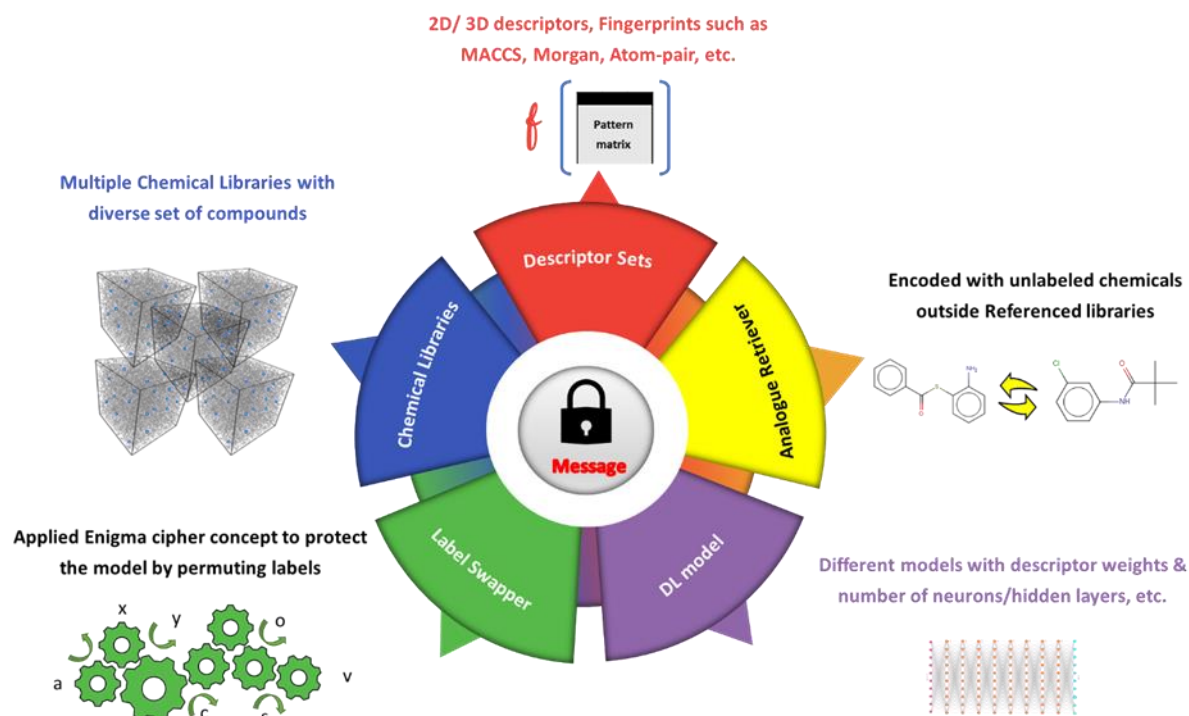 2D/ 3D descriptors, Fingerprints such as
MACCS, Morgan, Atom-pair, etc.
f
Pattern
matrix
Multiple Chemical Libraries with
diverse set of compounds
Descriptor Sets
Chemical Libraries
Analogue Retriever
Encoded with unlabeled chemicals
outside Referenced libraries
NH₂
S
O
Cl
O
NH
Message
Label Swapper
DL model
Applied Enigma cipher concept to protect
the model by permuting labels
x
y
o
a
v
Different models with descriptor weights &
number of neurons/hidden layers, etc.